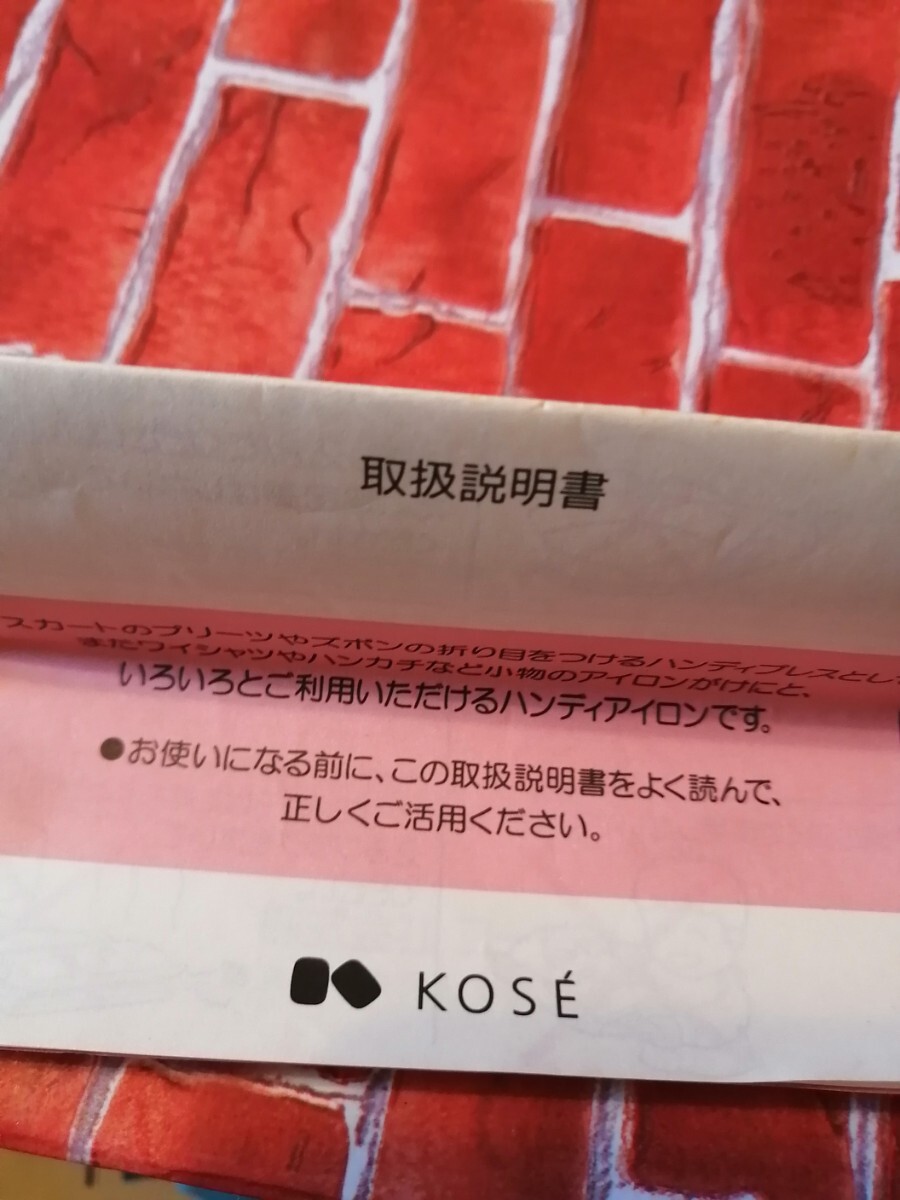 取扱説明書
スカートのプリーツやズボンの折り目をつけるハンディプレスとし
またワイシャツやハンカチなど小物のアイロンがけにと、
いろいろとご利用いただけるハンディアイロンです。
●お使いになる前に、この取扱説明書をよく読んで、
正しくご活用ください。
KOSÉ